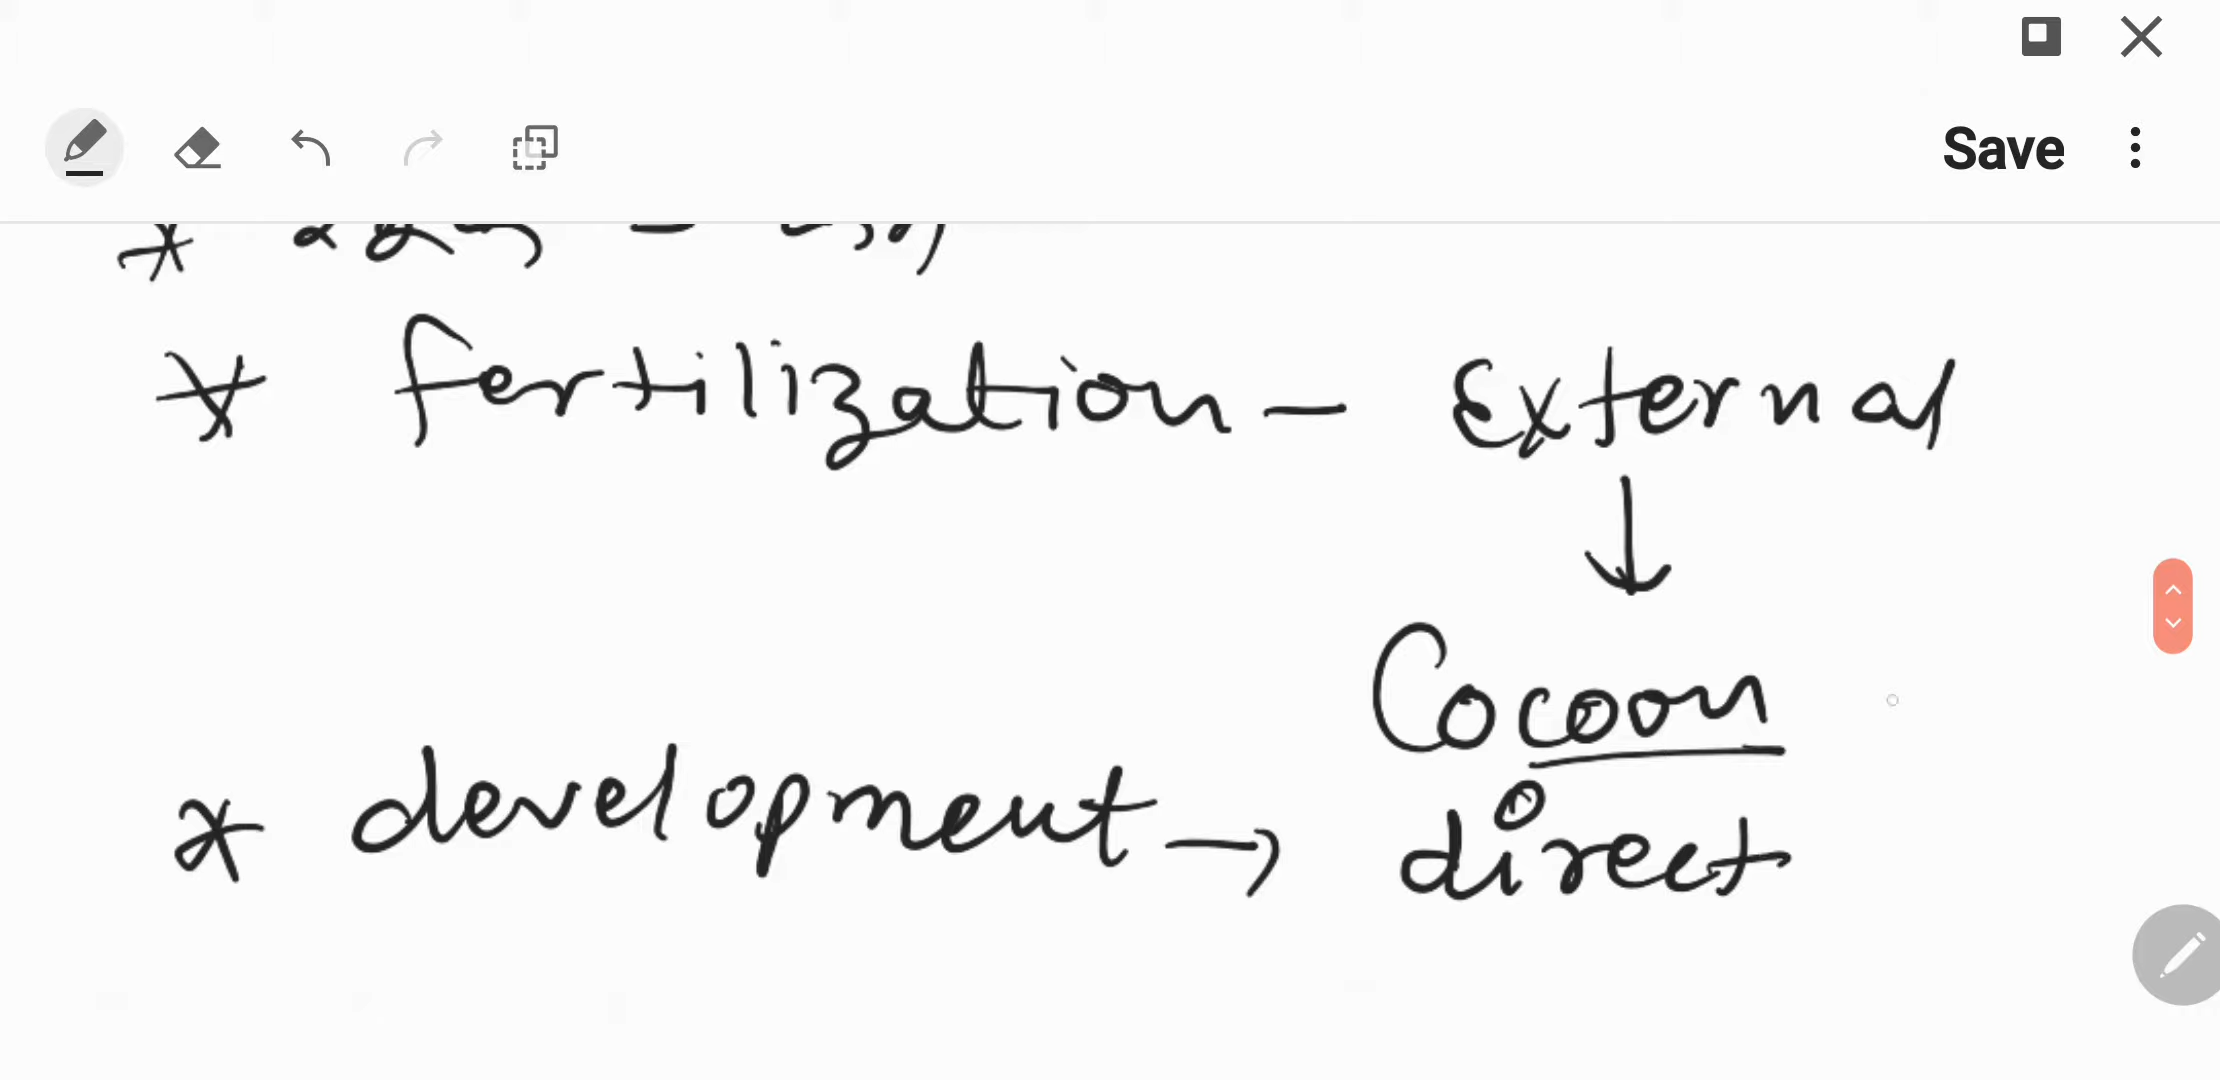 Save
* fertilization - External
↓
Cocoon
* development → direct